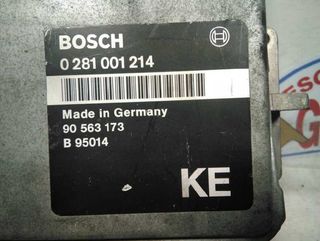 BOSCH
0 281 001 214
Made in Germany
90 563 173
B 95014
KE